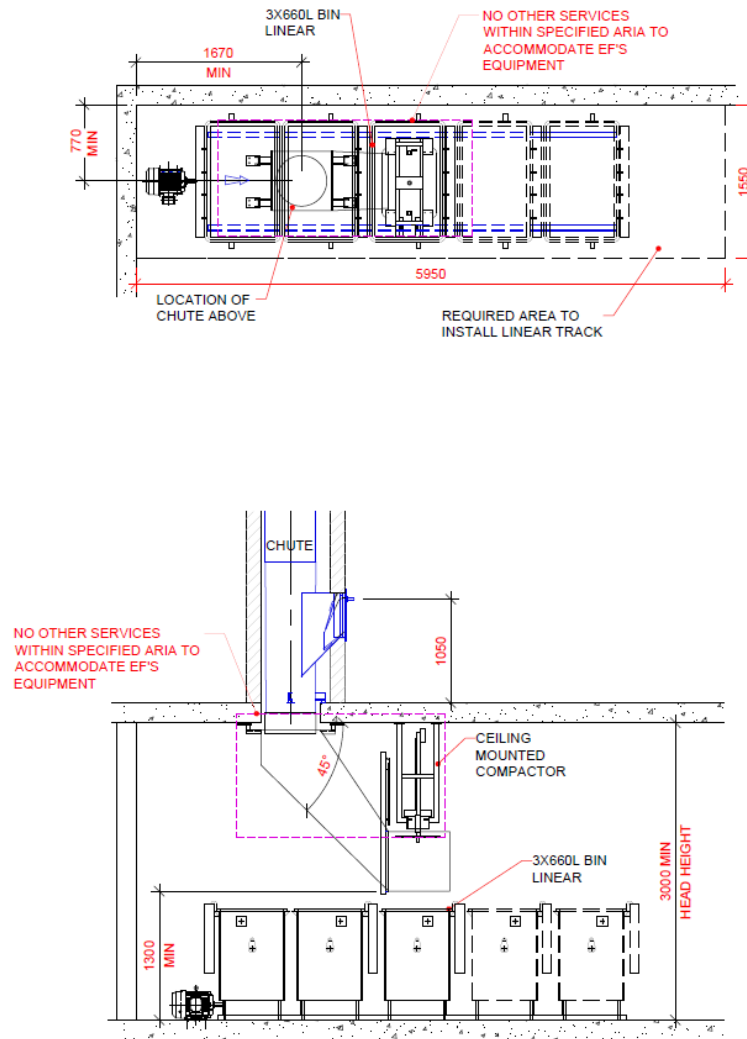 3X660L BIN
LINEAR
NO OTHER SERVICES
WITHIN SPECIFIED ARIA TO
ACCOMMODATE EF'S
EQUIPMENT
1670
MIN
770
MIN
1550
5950
LOCATION OF
CHUTE ABOVE
REQUIRED AREA TO
INSTALL LINEAR TRACK
CHUTE
NO OTHER SERVICES
WITHIN SPECIFIED ARIA TO
ACCOMMODATE EF'S
EQUIPMENT
1050
45°
CEILING
MOUNTED
COMPACTOR
3X660L BIN
LINEAR
3000 MIN
HEAD HEIGHT
1300
MIN